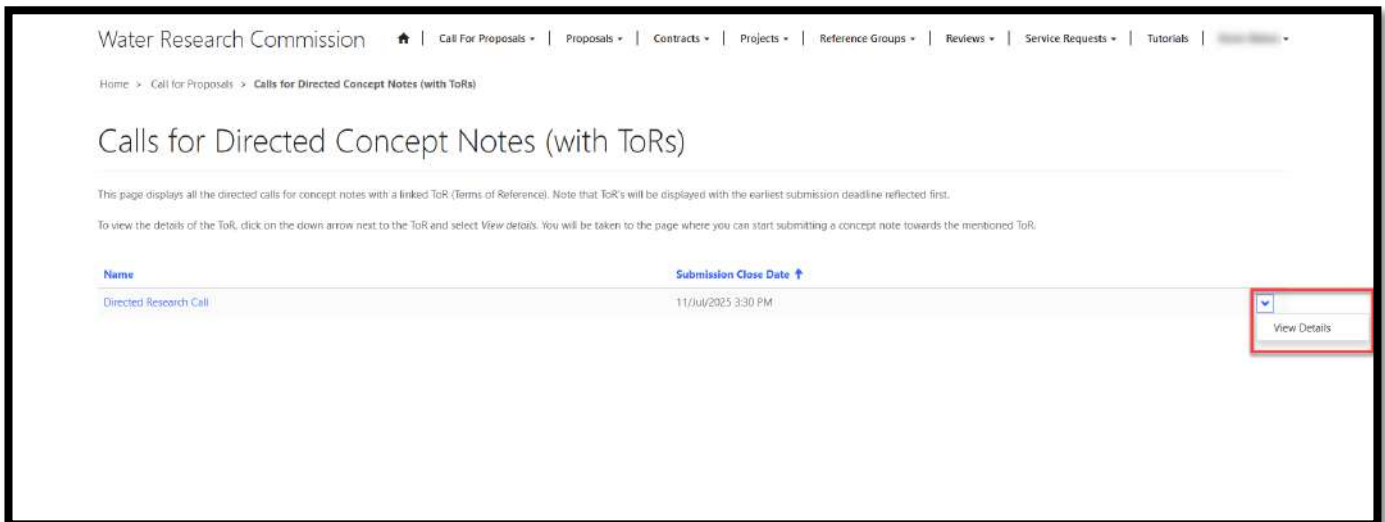 Water Research Commission | Call For Proposals | Proposals | Contracts | Projects | Reference Groups | Reviews | Service Requests | Tutorials |
Home > Call for Proposals > Calls for Directed Concept Notes (with ToRs)
Calls for Directed Concept Notes (with ToRs)
This page displays all the directed calls for concept notes with a linked ToR (Terms of Reference). Note that ToR's will be displayed with the earliest submission deadline reflected first.
To view the details of the ToR, click on the down arrow next to the ToR and select View details. You will be taken to the page where you can start submitting a concept note towards the mentioned ToR.
Name Submission Close Date ↑
Directed Research Call 11/Jul/2025 3:30 PM
View Details